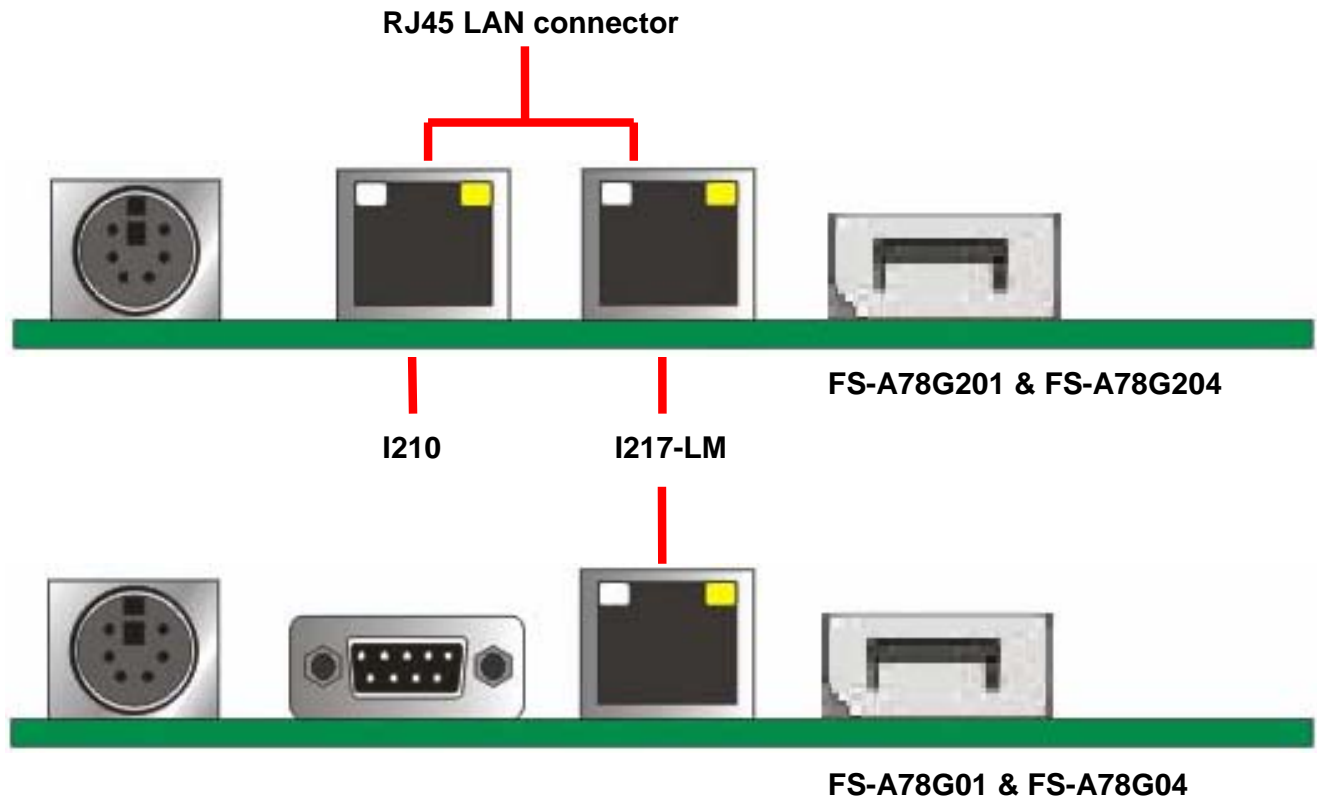 RJ45 LAN connector
FS-A78G201 & FS-A78G204
I210
I217-LM
FS-A78G01 & FS-A78G04